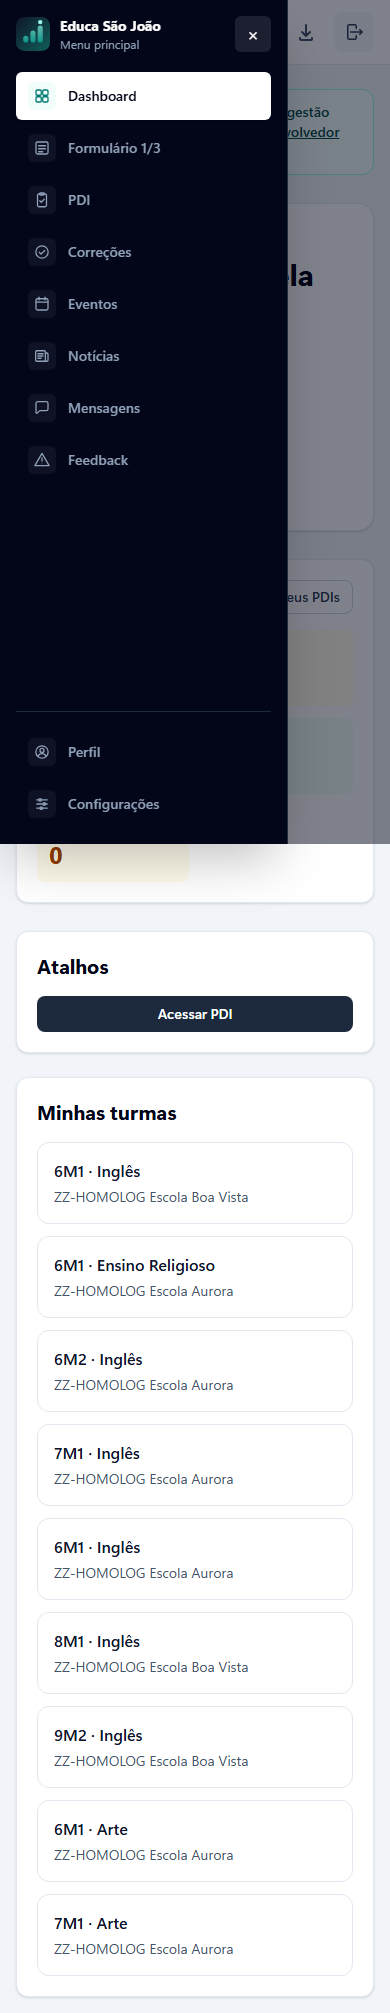 Educa São João
Menu principal
×
gestão
volvedor
Dashboard
Formulário 1/3
PDI
Correções
ela
Eventos
Notícias
Mensagens
Feedback
eus PDIs
Perfil
Configurações
0
Atalhos
Acessar PDI
Minhas turmas
6M1 · Inglês
ZZ-HOMOLOG Escola Boa Vista
6M1 · Ensino Religioso
ZZ-HOMOLOG Escola Aurora
6M2 · Inglês
ZZ-HOMOLOG Escola Aurora
7M1 · Inglês
ZZ-HOMOLOG Escola Aurora
6M1 · Inglês
ZZ-HOMOLOG Escola Aurora
8M1 · Inglês
ZZ-HOMOLOG Escola Boa Vista
9M2 · Inglês
ZZ-HOMOLOG Escola Boa Vista
6M1 · Arte
ZZ-HOMOLOG Escola Aurora
7M1 · Arte
ZZ-HOMOLOG Escola Aurora